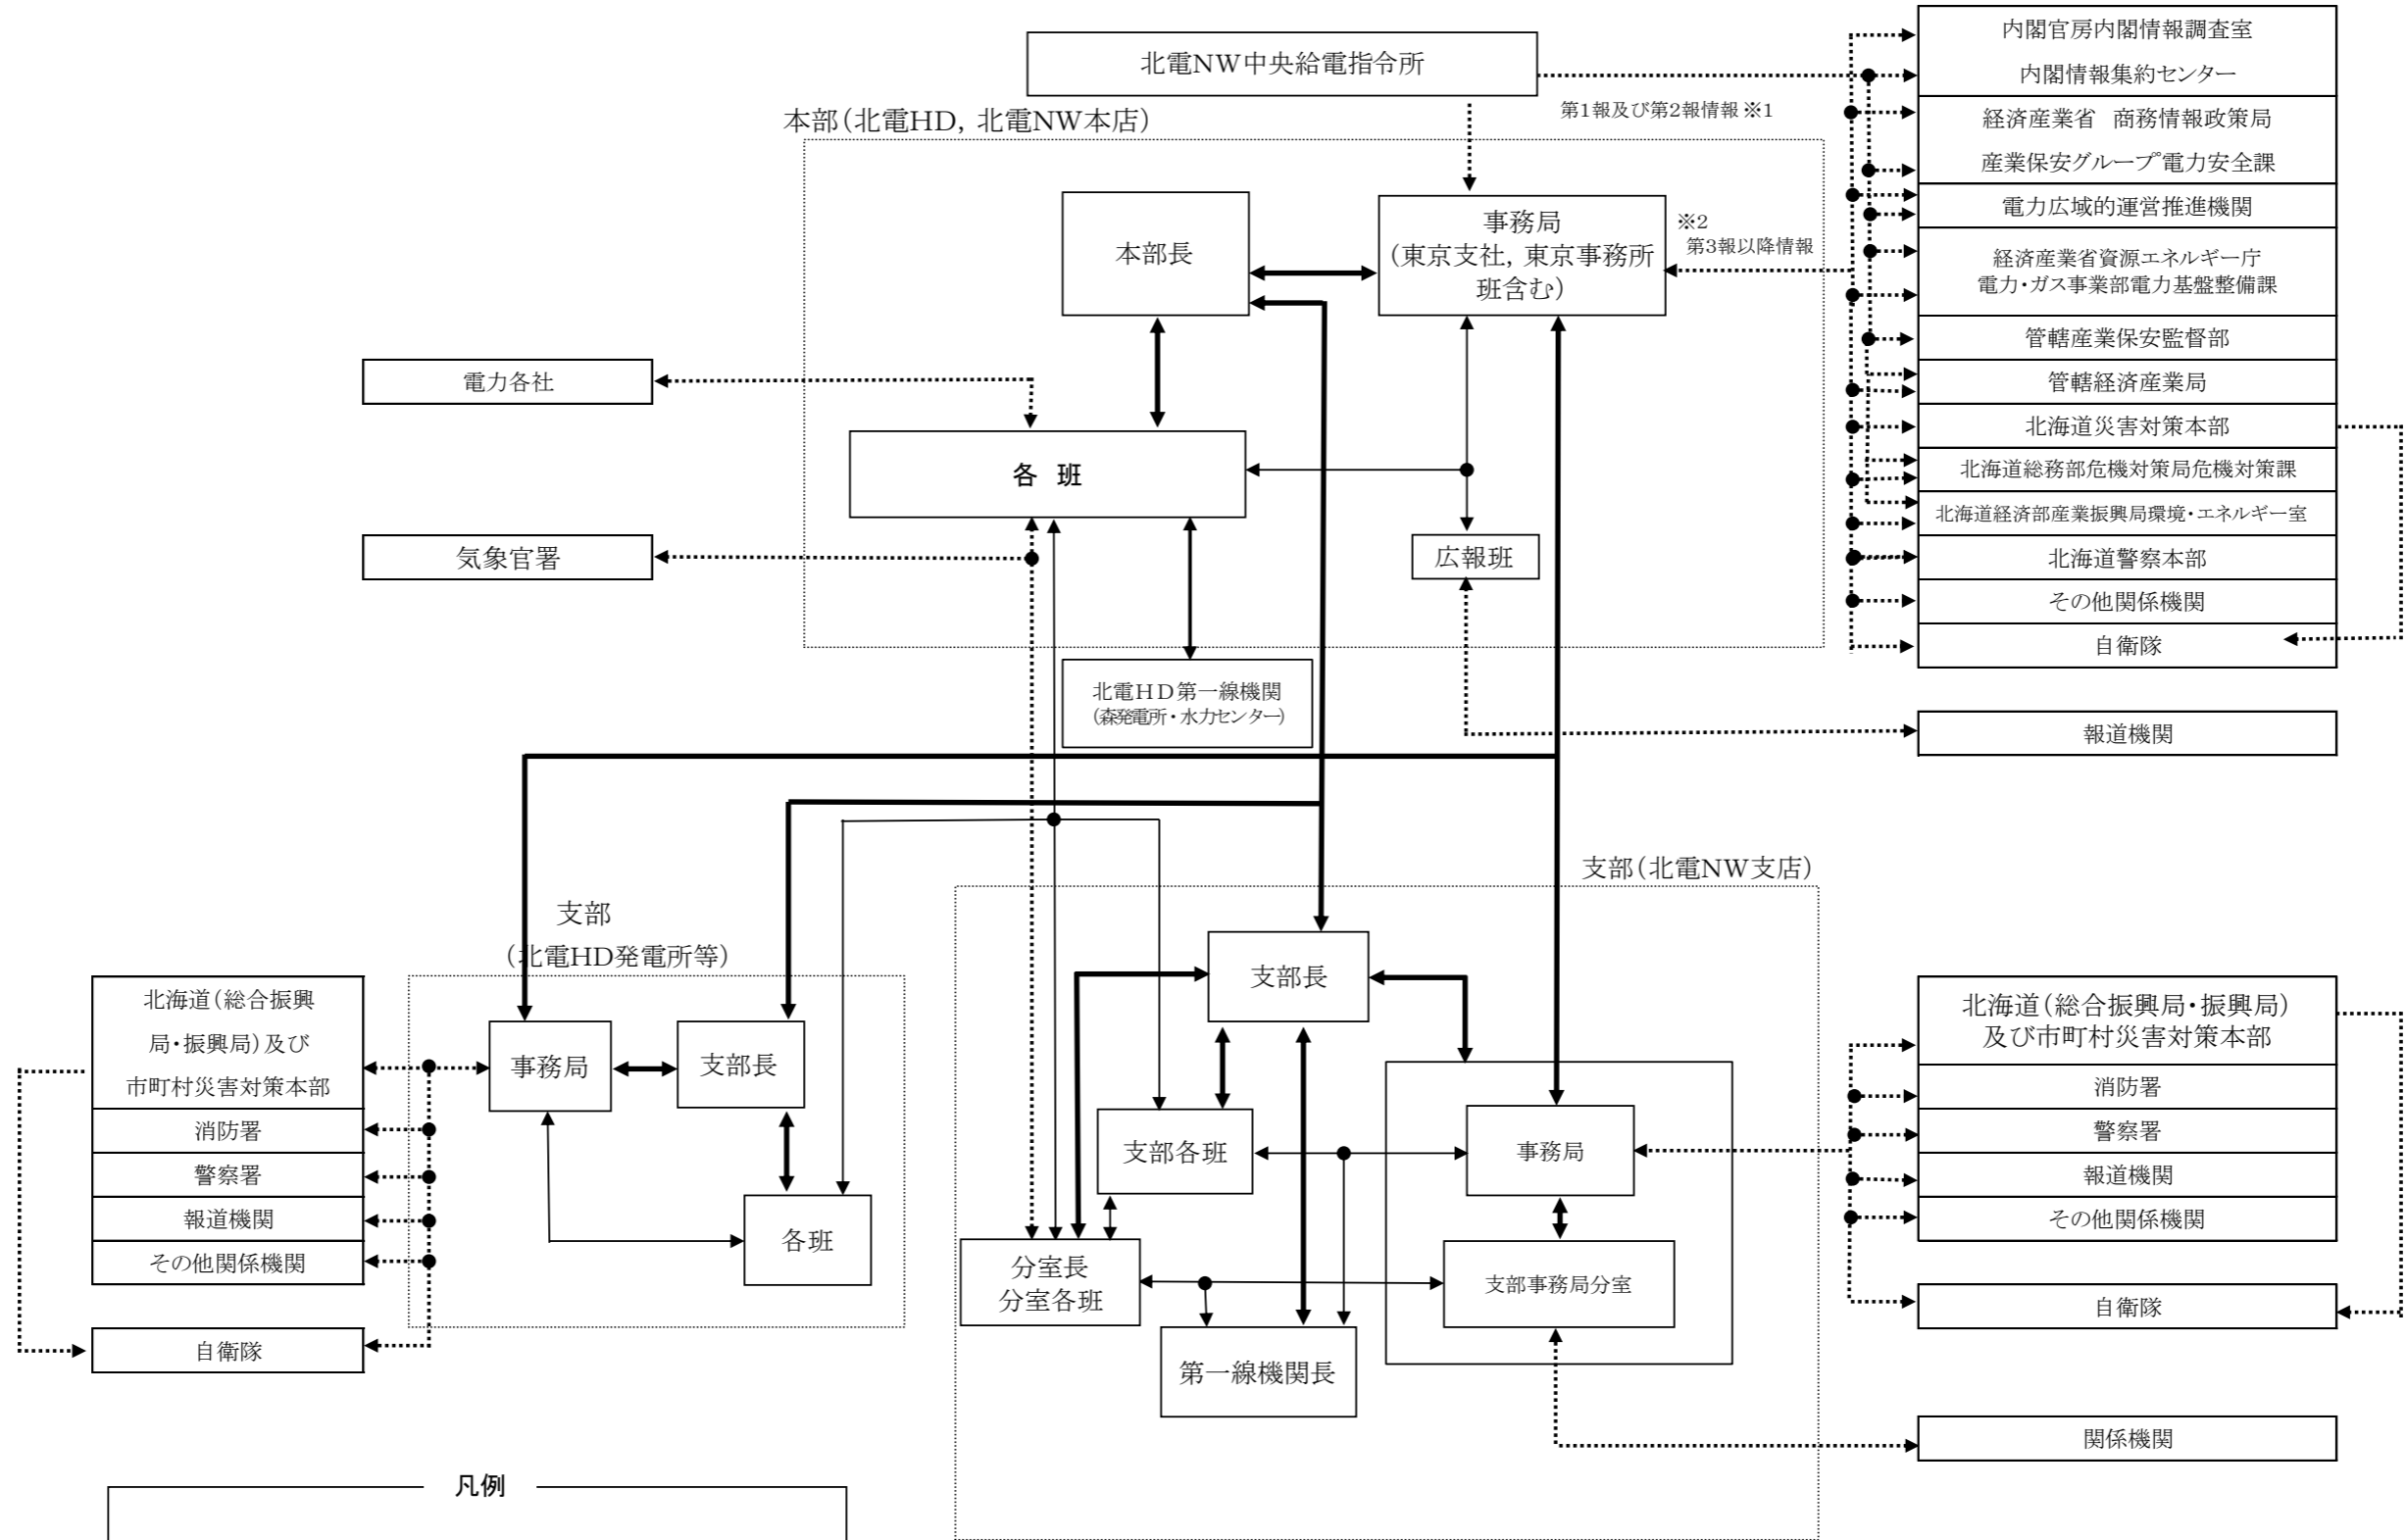 北電NW中央給電指令所
第1報及び第2報情報 ※1
本部(北電HD, 北電NW本店)
本部長
事務局
(東京支社, 東京事務所
班含む)
※2
第3報以降情報
電力各社
各 班
気象官署
広報班
北電HD第一線機関
(森発電所・水力センター)
内閣官房内閣情報調査室
内閣情報集約センター
経済産業省 商務情報政策局
産業保安グループ電力安全課
電力広域的運営推進機関
経済産業省資源エネルギー庁
電力・ガス事業部電力基盤整備課
管轄産業保安監督部
管轄経済産業局
北海道災害対策本部
北海道総務部危機対策局危機対策課
北海道経済部産業振興局環境・エネルギー室
北海道警察本部
その他関係機関
自衛隊
報道機関
支部
(北電HD発電所等)
北海道(総合振興
局・振興局)及び
市町村災害対策本部
消防署
警察署
報道機関
その他関係機関
自衛隊
事務局
支部長
各班
支部(北電NW支店)
支部長
支部各班
事務局
分室長
分室各班
支部事務局分室
第一線機関長
北海道(総合振興局・振興局)
及び市町村災害対策本部
消防署
警察署
報道機関
その他関係機関
自衛隊
関係機関
凡例